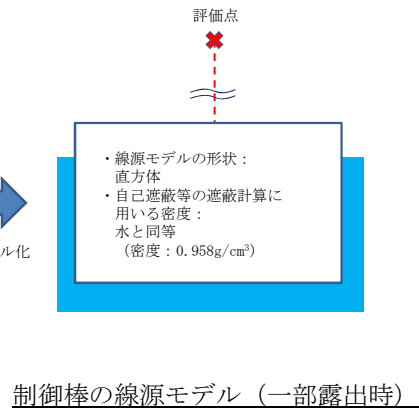 評価点
・線源モデルの形状：
直方体
・自己遮蔽等の遮蔽計算に
用いる密度：
水と同等
（密度：0.958g/cm³）
ル化
制御棒の線源モデル（一部露出時）